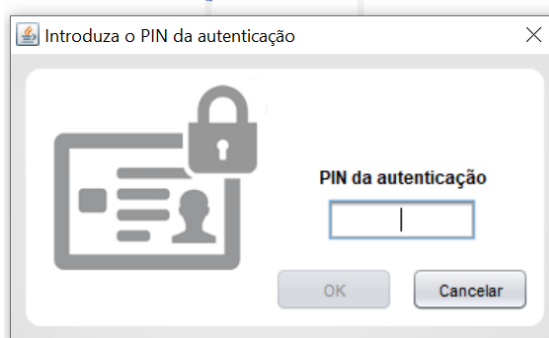 Introduza o PIN da autenticação
PIN da autenticação
OK
Cancelar